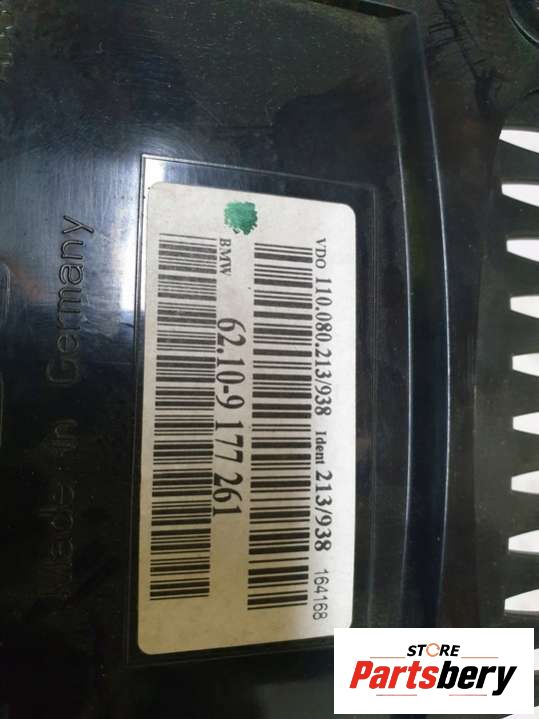 VDO 110.080.213/938 Ident 213/938 164168
BMW 62.10-9 177 261
Made in Germany
STORE
Partsbery